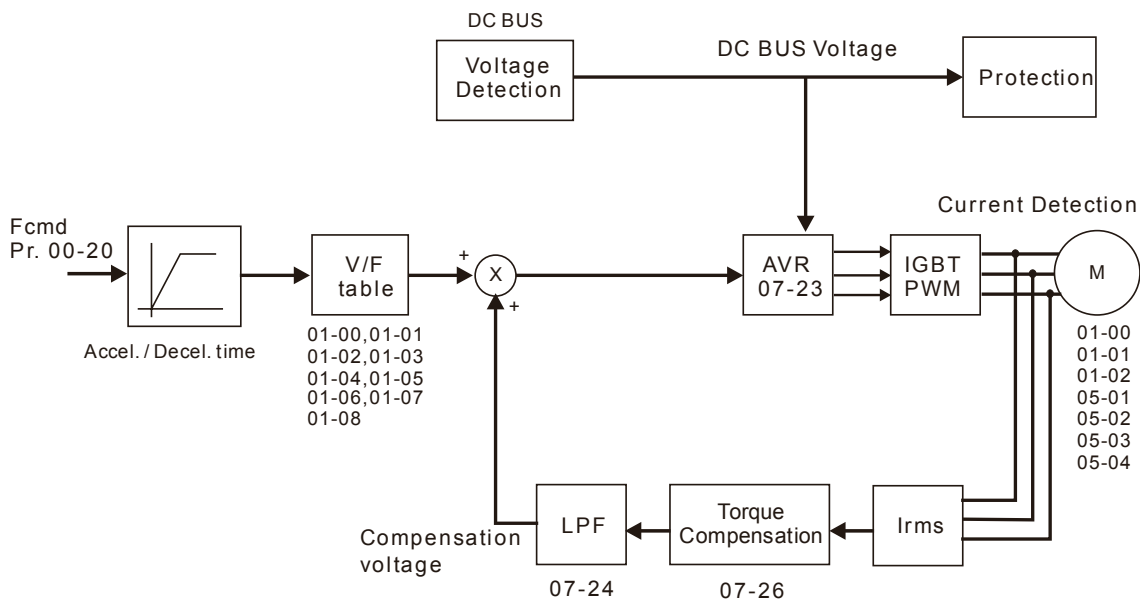 DC BUS
Voltage
Detection
DC BUS Voltage
Protection
Fcmd
Pr. 00-20
Accel. / Decel. time
V/F
table
01-00,01-01
01-02,01-03
01-04,01-05
01-06,01-07
01-08
+
X
+
AVR
07-23
IGBT
PWM
Current Detection
M
01-00
01-01
01-02
05-01
05-02
05-03
05-04
Compensation
voltage
LPF
07-24
Torque
Compensation
07-26
Irms